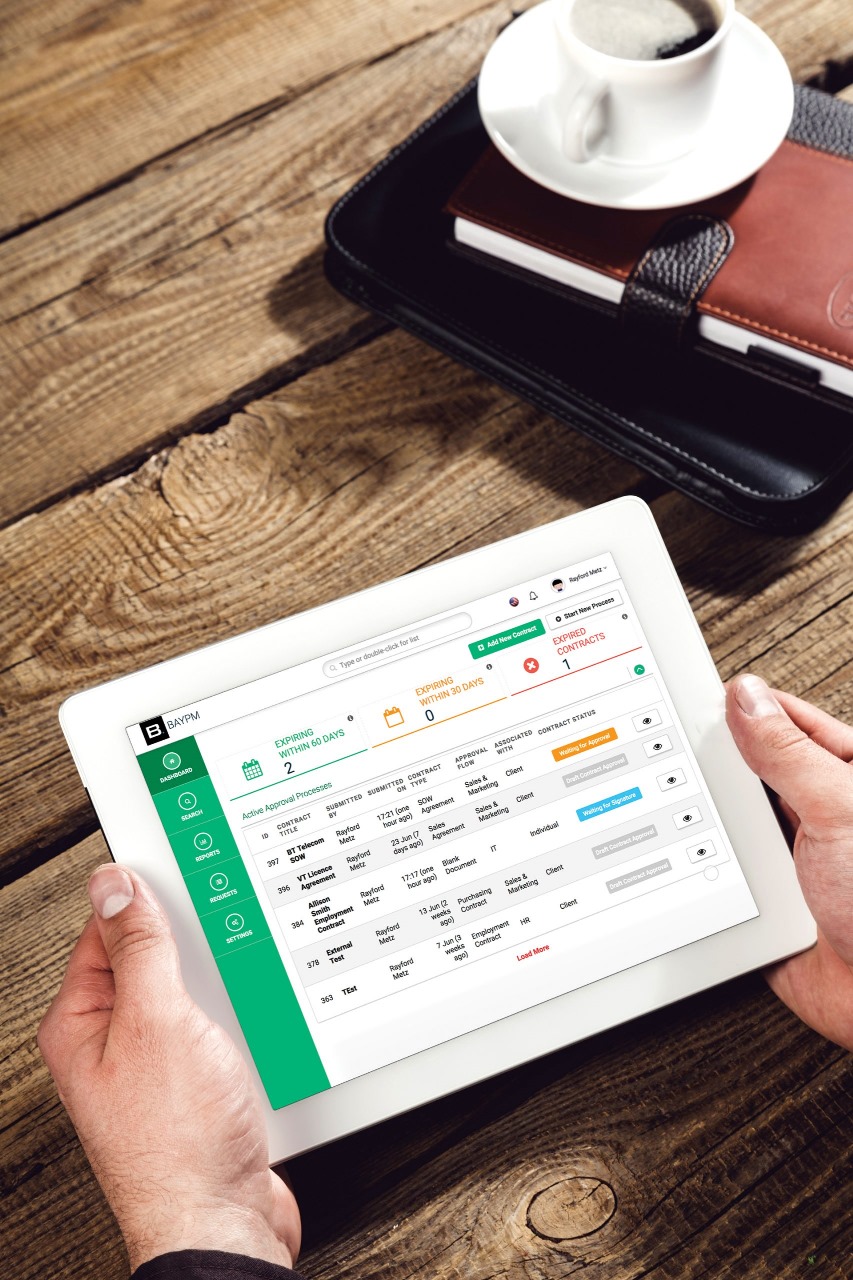 Type or double-click for list
Rayford Metz
B BAYPM
Add New Contract
Start New Process
EXPIRING
WITHIN 60 DAYS
2
EXPIRING
WITHIN 30 DAYS
0
EXPIRED
CONTRACTS
1
DASHBOARD
SEARCH
REPORTS
REQUESTS
SETTINGS
Active Approval Processes
ID
CONTRACT
TITLE
SUBMITTED
BY
SUBMITTED
ON
CONTRACT
TYPE
APPROVAL
FLOW
ASSOCIATED
WITH
CONTRACT STATUS
397
BT Telecom
SOW
Rayford
Metz
17:21 (one
hour ago)
SOW
Agreement
Sales &
Marketing
Client
Waiting for Approval
396
VT Licence
Agreement
Rayford
Metz
23 Jun (7
days ago)
Sales
Agreement
Sales &
Marketing
Client
Draft Contract Approval
384
Allison
Smith
Employment
Contract
Rayford
Metz
17:17 (one
hour ago)
Blank
Document
IT
Individual
Waiting for Signature
378
External
Test
Rayford
Metz
13 Jun (2
weeks
ago)
Purchasing
Contract
Sales &
Marketing
Client
Draft Contract Approval
363
TEst
Rayford
Metz
7 Jun (3
weeks
ago)
Employment
Contract
HR
Client
Draft Contract Approval
Load More